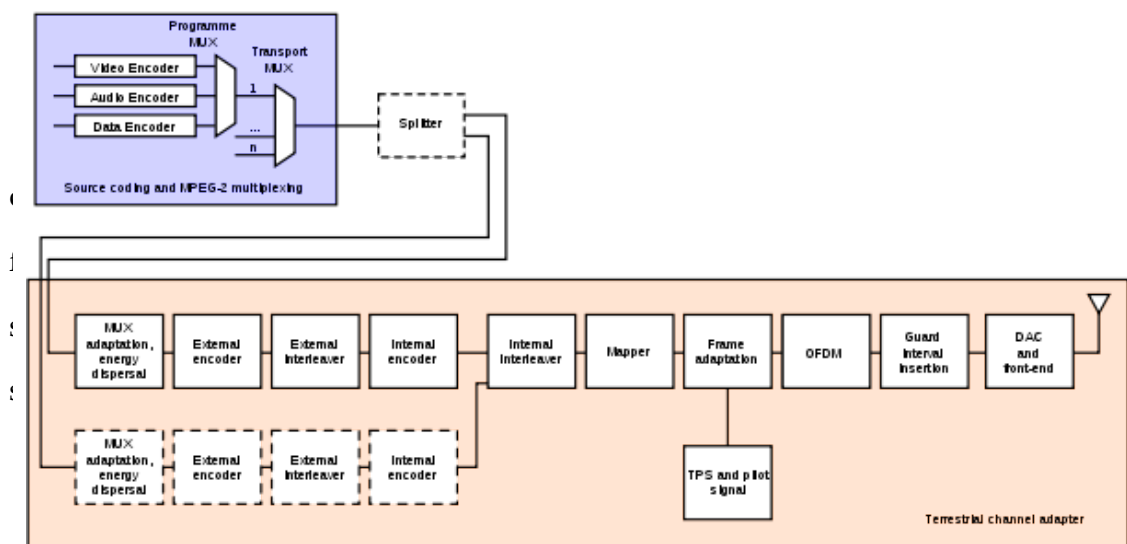 Programme
MUX
Transport
MUX
Video Encoder
Audio Encoder
Data Encoder
1
...
n
Splitter
Source coding and MPEG-2 multiplexing
MUX
adaptation,
energy
dispersal
External
encoder
External
Interleaver
Internal
encoder
Internal
Interleaver
Mapper
Frame
adaptation
OFDM
Guard
Interval
Insertion
DAC
and
front-end
MUX
adaptation,
energy
dispersal
External
encoder
External
Interleaver
Internal
encoder
TPS and pilot
signal
Terrestrial channel adapter